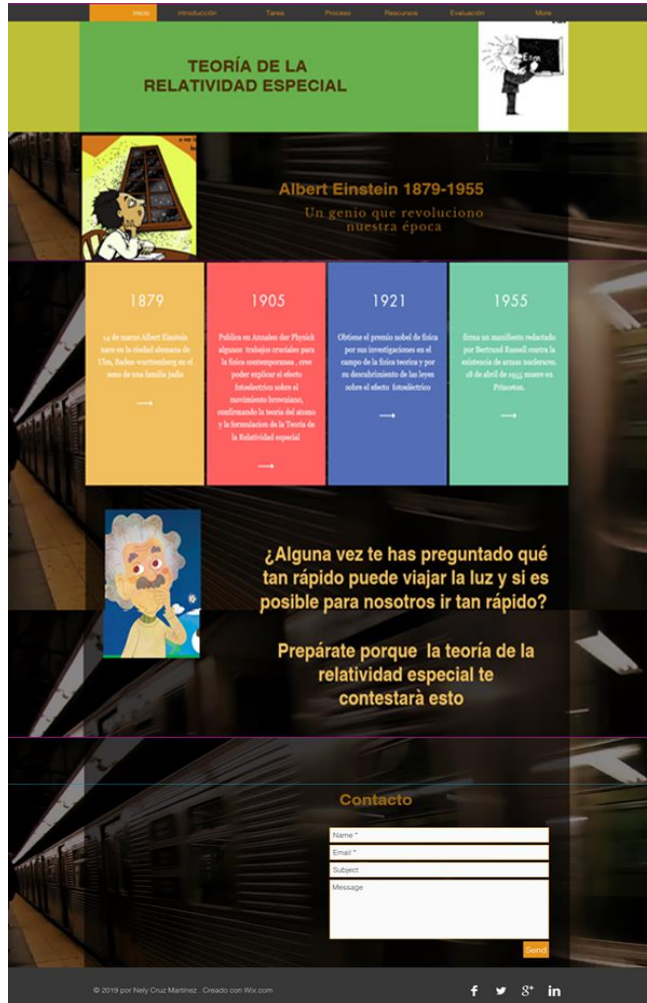 Inicio Introducción Tarea Proceso Rescursos Evaluación More
TEORÍA DE LA
RELATIVIDAD ESPECIAL
Albert Einstein 1879-1955
Un genio que revoluciono
nuestra época
1879
14 de marzo Albert Einstein
nace en la ciudad alemana de
Ulm, Baden-wurttemberg en el
seno de una familia judía
1905
Publica en Annalen der Physick
algunos trabajos cruciales para
la física contemporanea , cree
poder explicar el efecto
fotoelectrico sobre el
movimiento browniano,
confirmando la teoría del atomo
y la formulacion de la Teoría de
la Relatividad especial
1921
Obtiene el premio nobel de física
por sus investigaciones en el
campo de la física teorica y por
su descubrimiento de las leyes
sobre el efecto fotoeléctrico
1955
firma un manifiesto redactado
por Bertrand Russell contra la
existencia de armas nucleares.
18 de abril de 1955 muere en
Princeton.
¿Alguna vez te has preguntado qué
tan rápido puede viajar la luz y si es
posible para nosotros ir tan rápido?
Prepárate porque la teoría de la
relatividad especial te
contestarà esto
Contacto
Name *
Email *
Subject
Message
Send
© 2019 por Nely Cruz Martínez . Creado con Wix.com